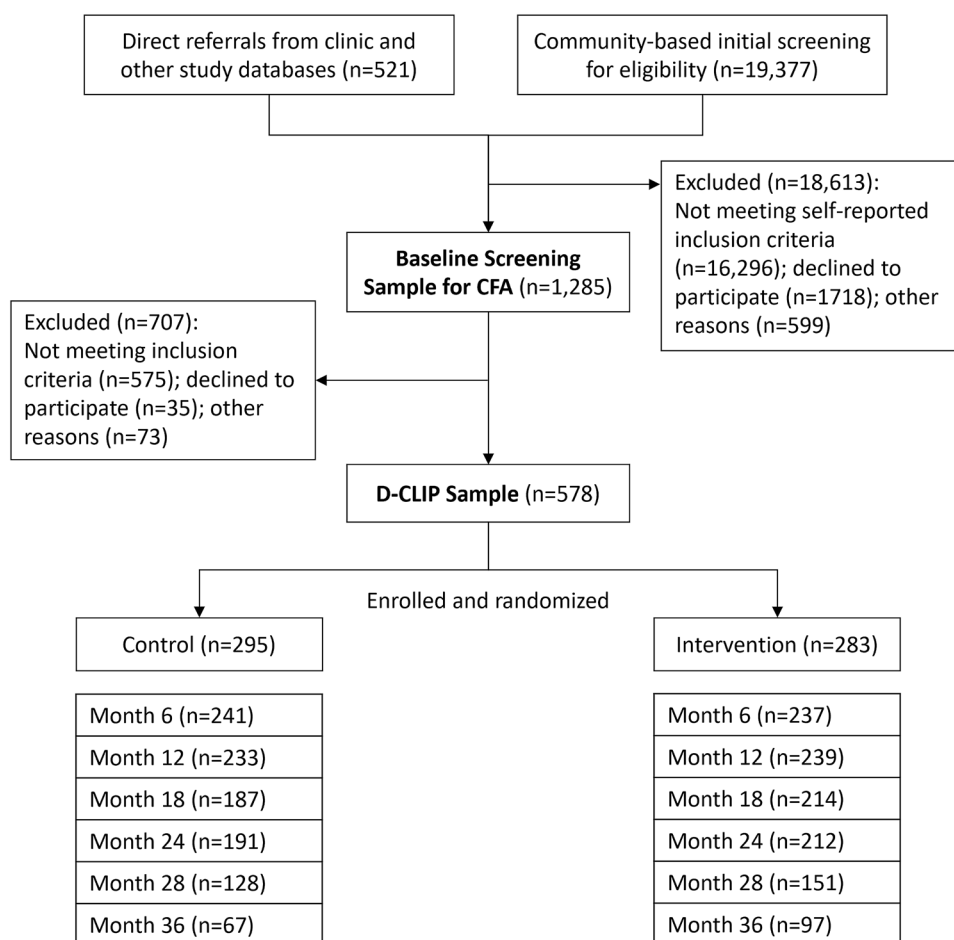 Direct referrals from clinic and
other study databases (n=521)
Community-based initial screening
for eligibility (n=19,377)
Excluded (n=18,613):
Not meeting self-reported
inclusion criteria
(n=16,296); declined to
participate (n=1718); other
reasons (n=599)
Baseline Screening
Sample for CFA (n=1,285)
Excluded (n=707):
Not meeting inclusion
criteria (n=575); declined to
participate (n=35); other
reasons (n=73)
D-CLIP Sample (n=578)
Enrolled and randomized
Control (n=295)
Month 6 (n=241)
Month 12 (n=233)
Month 18 (n=187)
Month 24 (n=191)
Month 28 (n=128)
Month 36 (n=67)
Intervention (n=283)
Month 6 (n=237)
Month 12 (n=239)
Month 18 (n=214)
Month 24 (n=212)
Month 28 (n=151)
Month 36 (n=97)